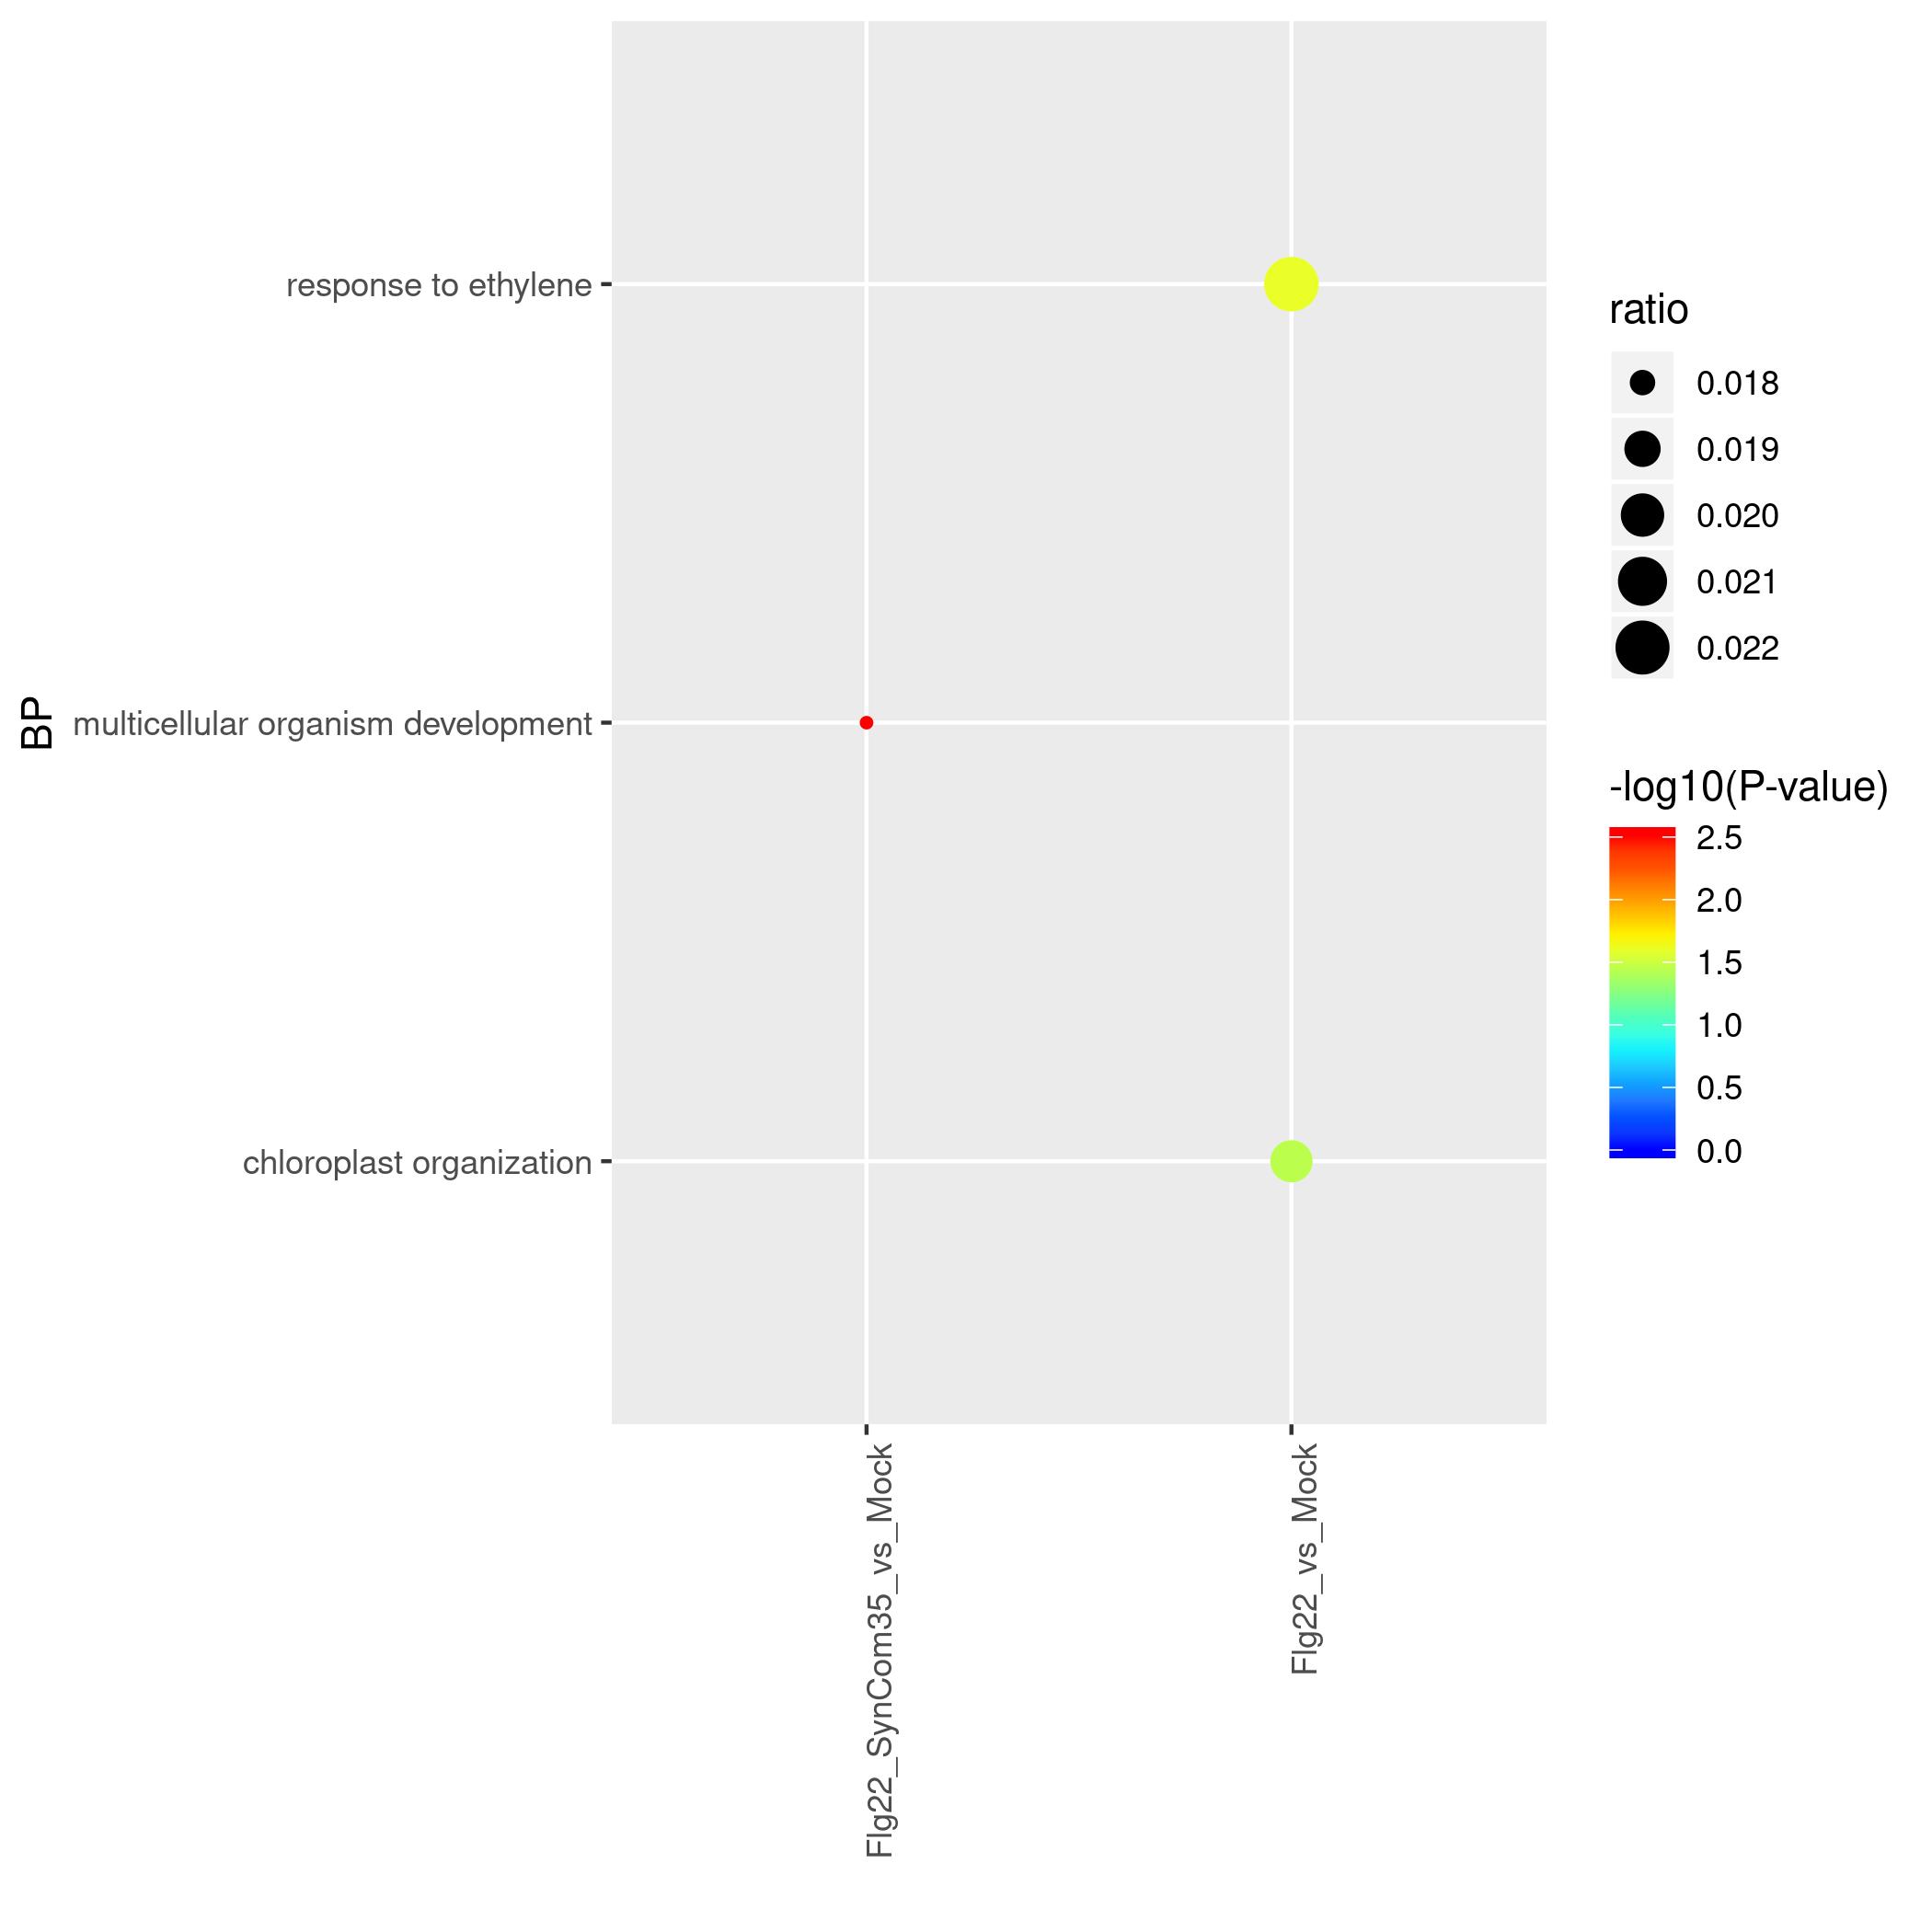 BP
response to ethylene
multicellular organism development
chloroplast organization
Flg22_SynCom35_vs_Mock
Flg22_vs_Mock
ratio
0.018
0.019
0.020
0.021
0.022
-log10(P-value)
2.5
2.0
1.5
1.0
0.5
0.0